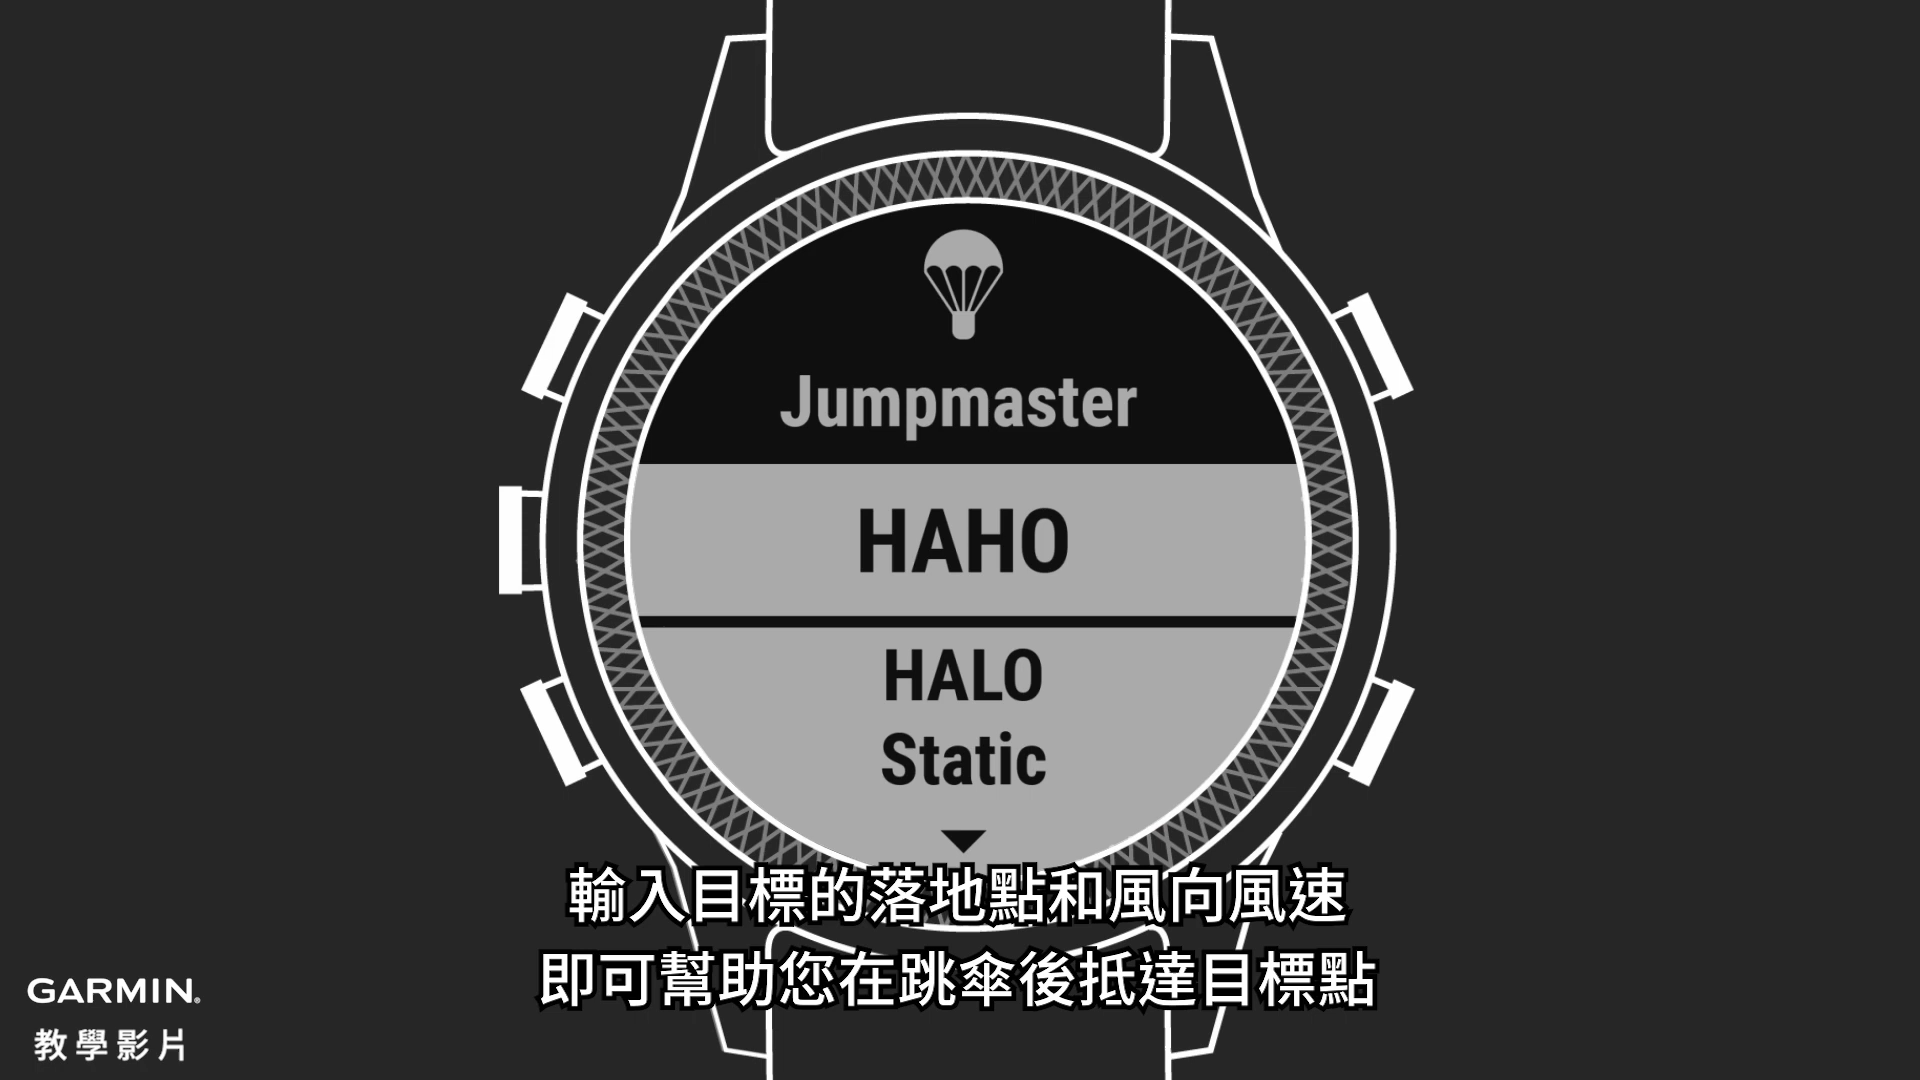 Jumpmaster
HAHO
HALO
Static
輸入目標的落地點和風向風速
即可幫助您在跳傘後抵達目標點
GARMIN®
教學影片